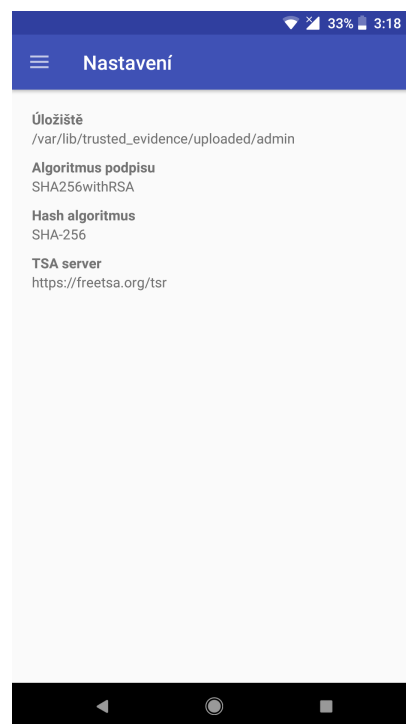 33% 3:18
Nastavení
Úložiště
/var/lib/trusted_evidence/uploaded/admin
Algoritmus podpisu
SHA256withRSA
Hash algoritmus
SHA-256
TSA server
https://freetsa.org/tsr